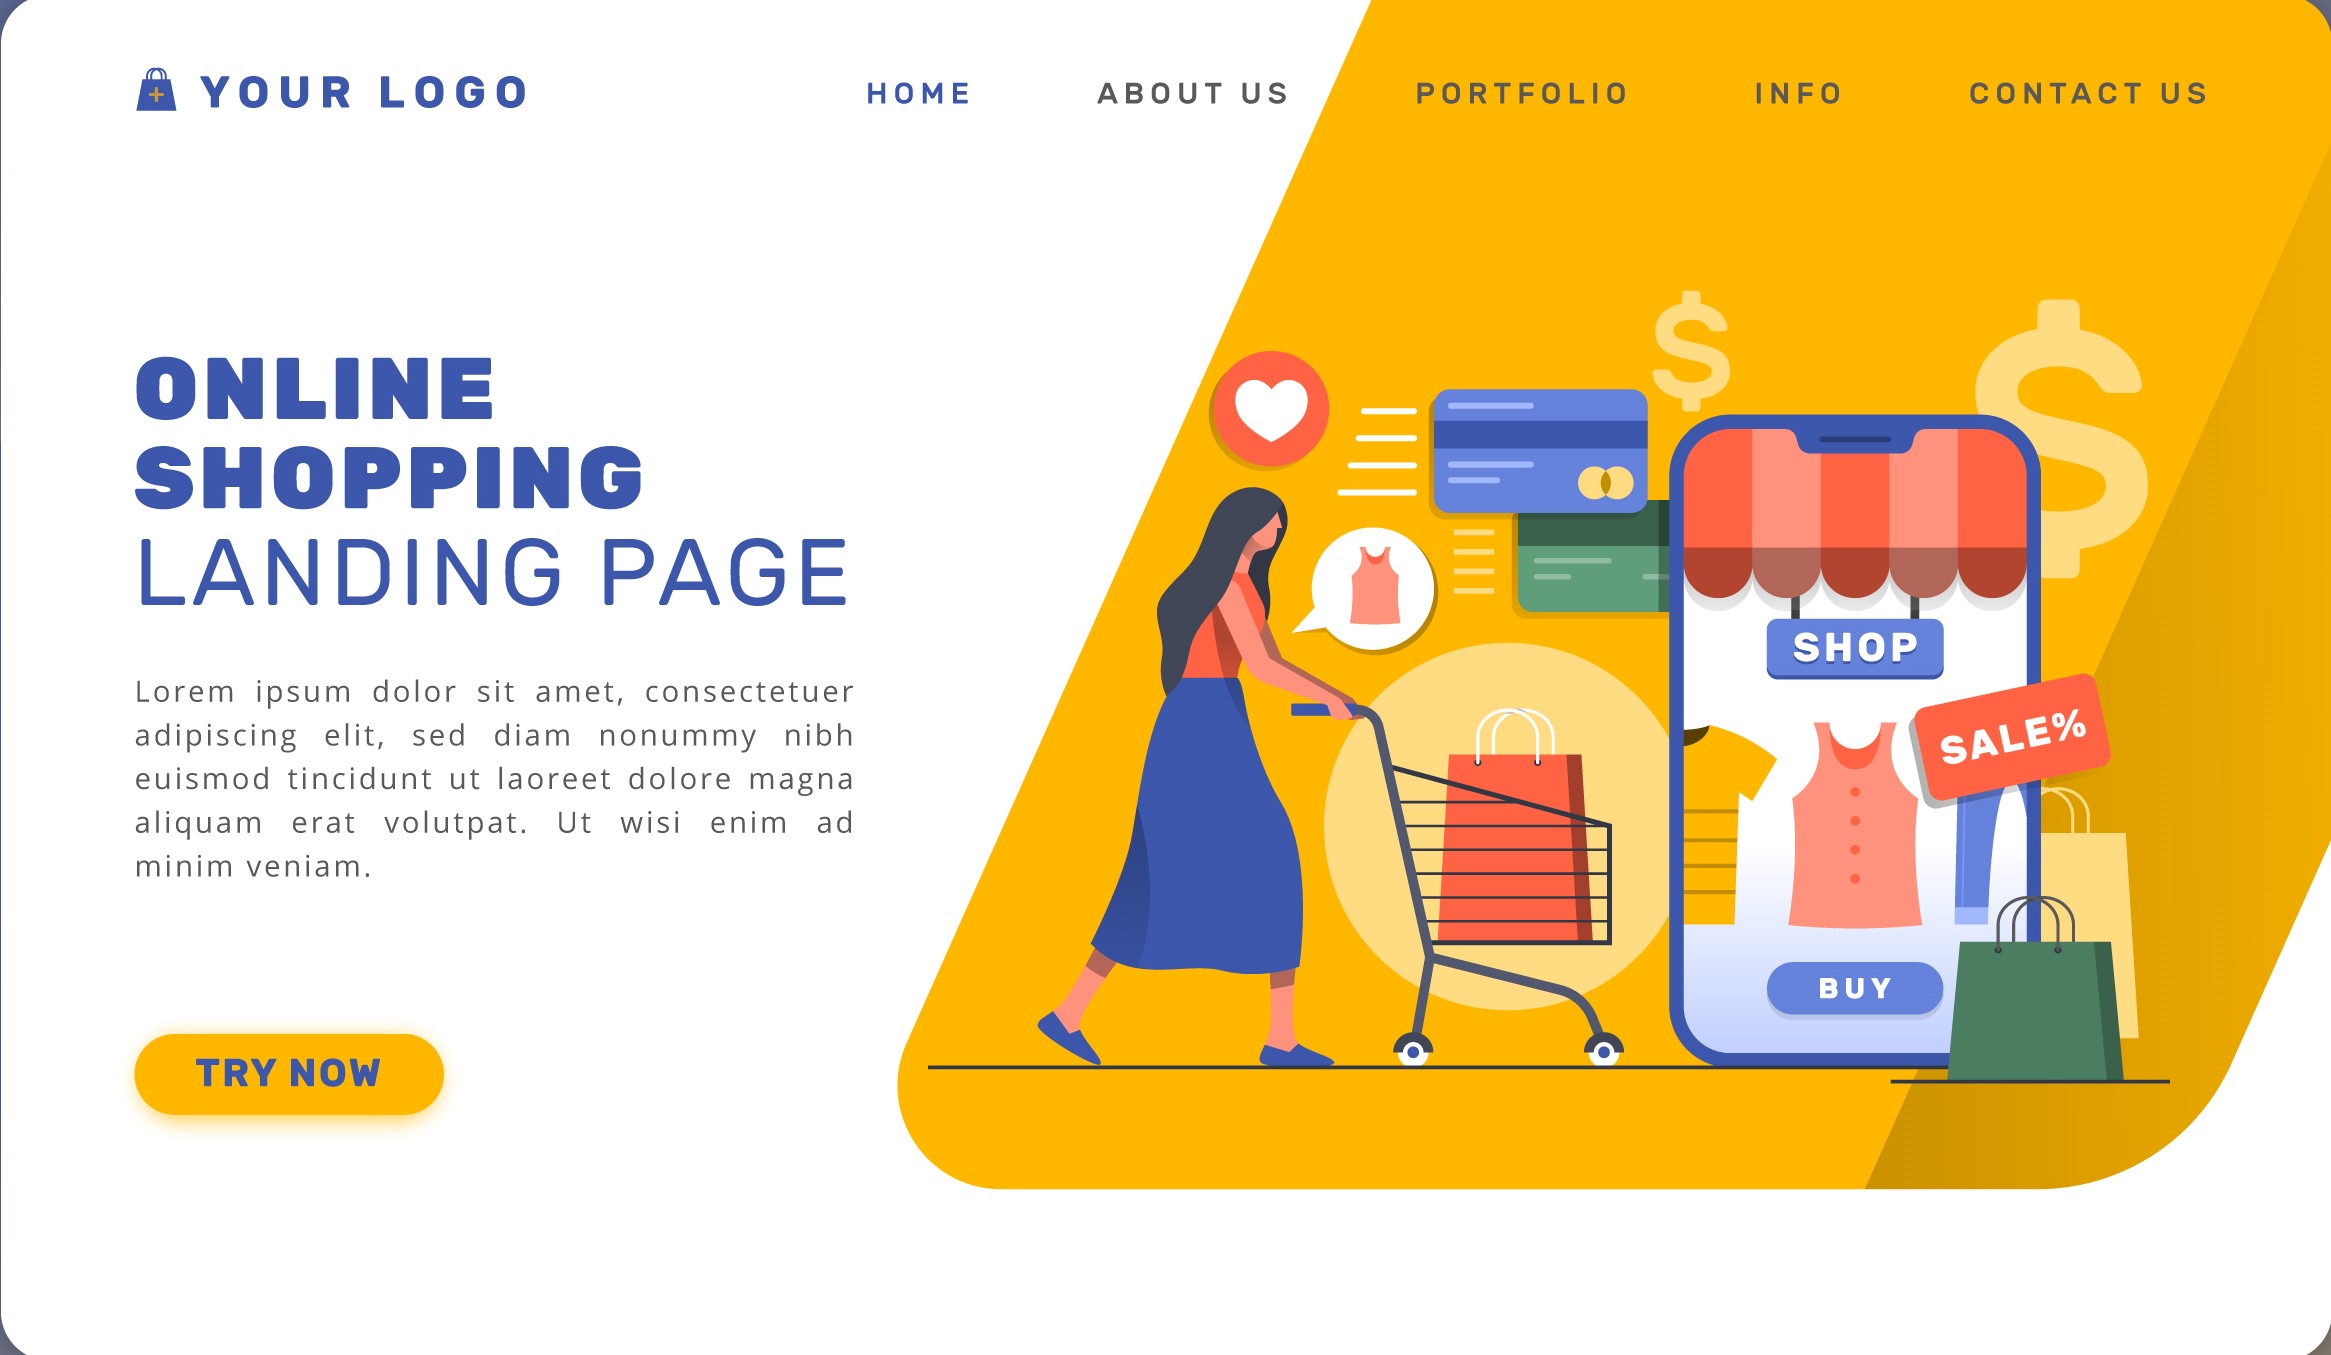 YOUR LOGO
HOME ABOUT US PORTFOLIO INFO CONTACT US
ONLINE
SHOPPING
LANDING PAGE
Lorem ipsum dolor sit amet, consectetuer
adipiscing elit, sed diam nonummy nibh
euismod tincidunt ut laoreet dolore magna
aliquam erat volutpat. Ut wisi enim ad
minim veniam.
TRY NOW
$
$
SHOP
SALE%
BUY